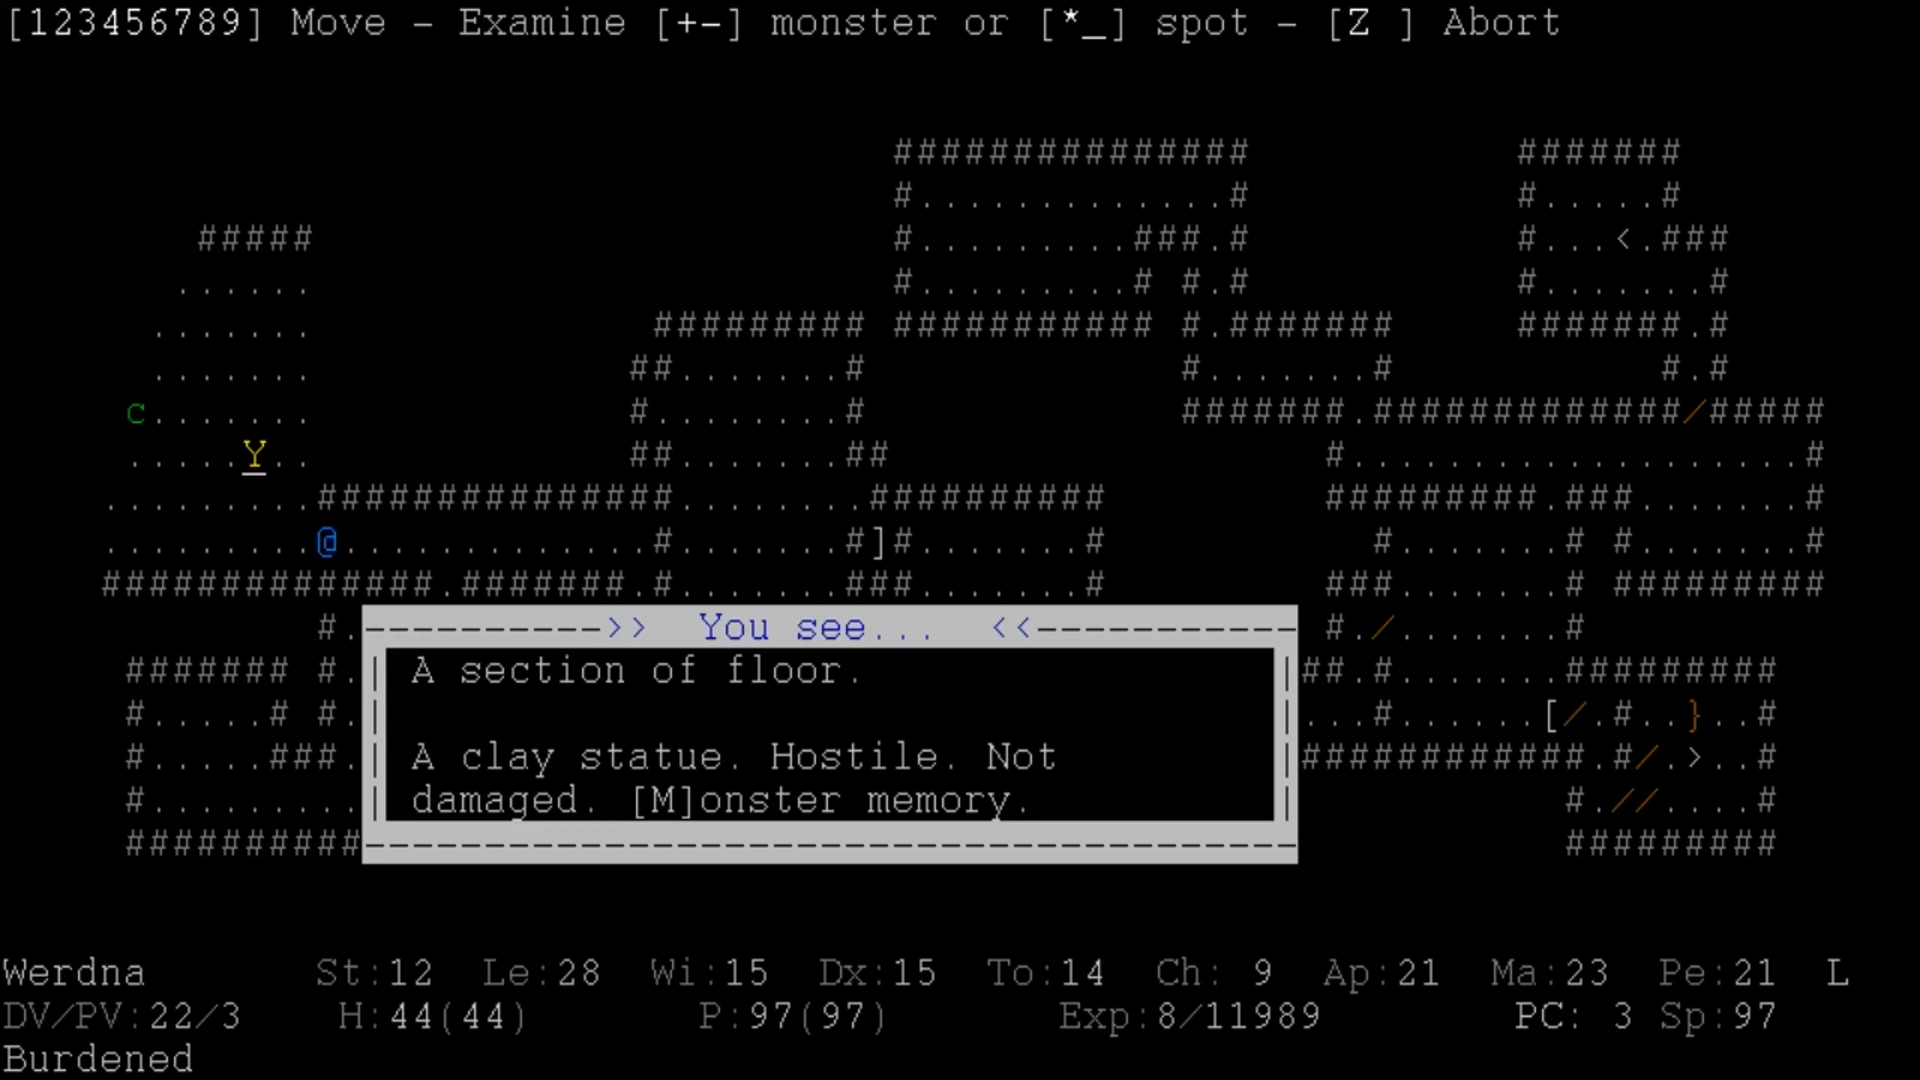 [123456789] Move - Examine [+-] monster or [*_] spot - [Z ] Abort
>> You see... <<
A section of floor.
A clay statue. Hostile. Not
damaged. [M]onster memory.
Werdna St:12 Le:28 Wi:15 Dx:15 To:14 Ch: 9 Ap:21 Ma:23 Pe:21 L
DV/PV:22/3 H:44(44) P:97(97) Exp:8/11989 PC: 3 Sp:97
Burdened